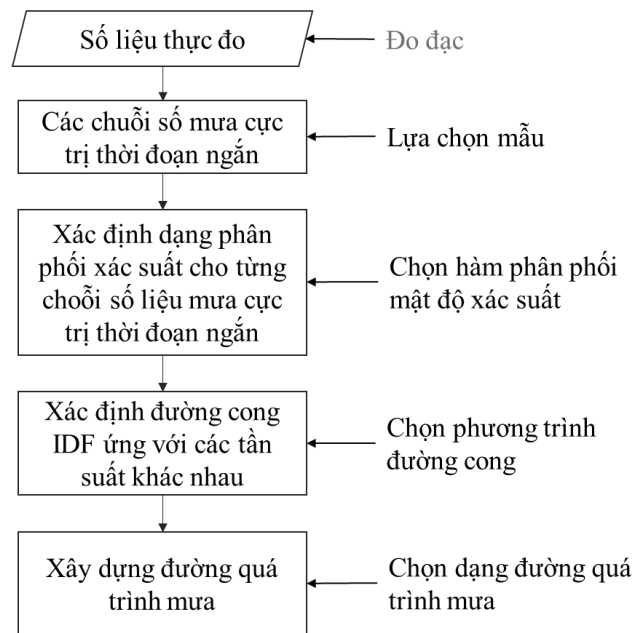 Số liệu thực đo
Đo đạc
Các chuỗi số mưa cực
trị thời đoạn ngắn
Lựa chọn mẫu
Xác định dạng phân
phối xác suất cho từng
choỗi số liệu mưa cực
trị thời đoạn ngắn
Chọn hàm phân phối
mật độ xác suất
Xác định đường cong
IDF ứng với các tần
suất khác nhau
Chọn phương trình
đường cong
Xây dựng đường quá
trình mưa
Chọn dạng đường quá
trình mưa